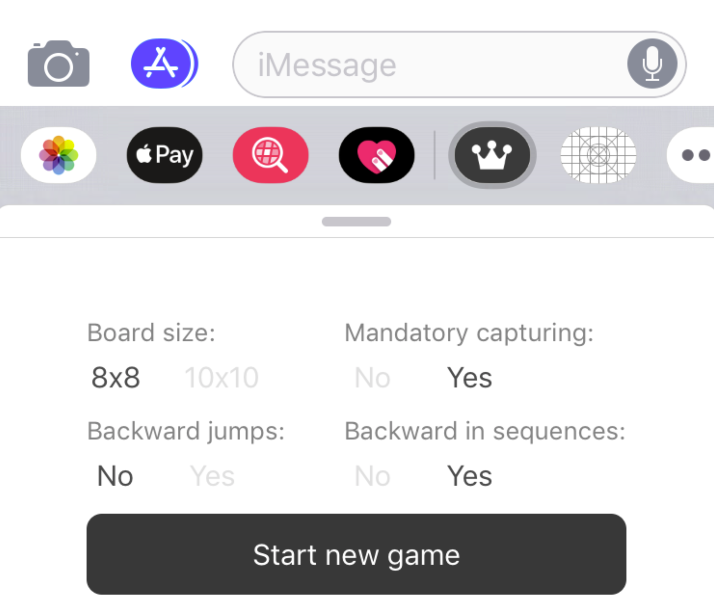 iMessage
Pay
Board size: Mandatory capturing:
8x8 10x10 No Yes
Backward jumps: Backward in sequences:
No Yes No Yes
Start new game